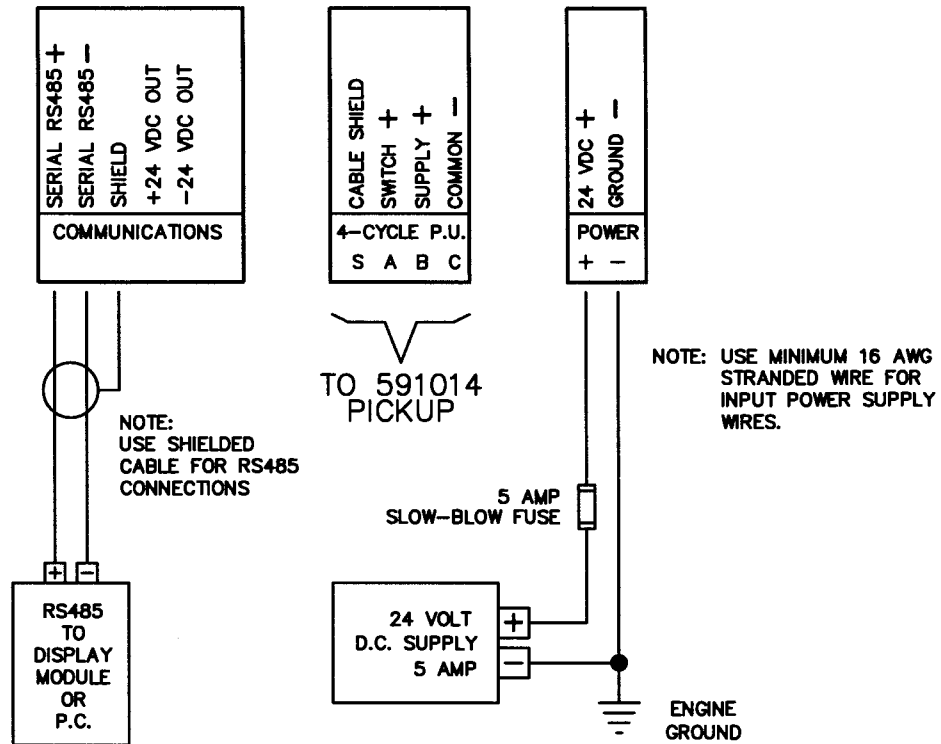 SERIAL RS485 +
SERIAL RS485 −
SHIELD
+24 VDC OUT
−24 VDC OUT
COMMUNICATIONS
CABLE SHIELD
SWITCH +
SUPPLY +
COMMON −
4−CYCLE P.U.
S A B C
24 VDC +
GROUND −
POWER
+ −
TO 591014
PICKUP
NOTE:
USE SHIELDED
CABLE FOR RS485
CONNECTIONS
NOTE: USE MINIMUM 16 AWG
STRANDED WIRE FOR
INPUT POWER SUPPLY
WIRES.
5 AMP
SLOW−BLOW FUSE
+ −
RS485
TO
DISPLAY
MODULE
OR
P.C.
24 VOLT
D.C. SUPPLY
5 AMP
+
−
ENGINE
GROUND